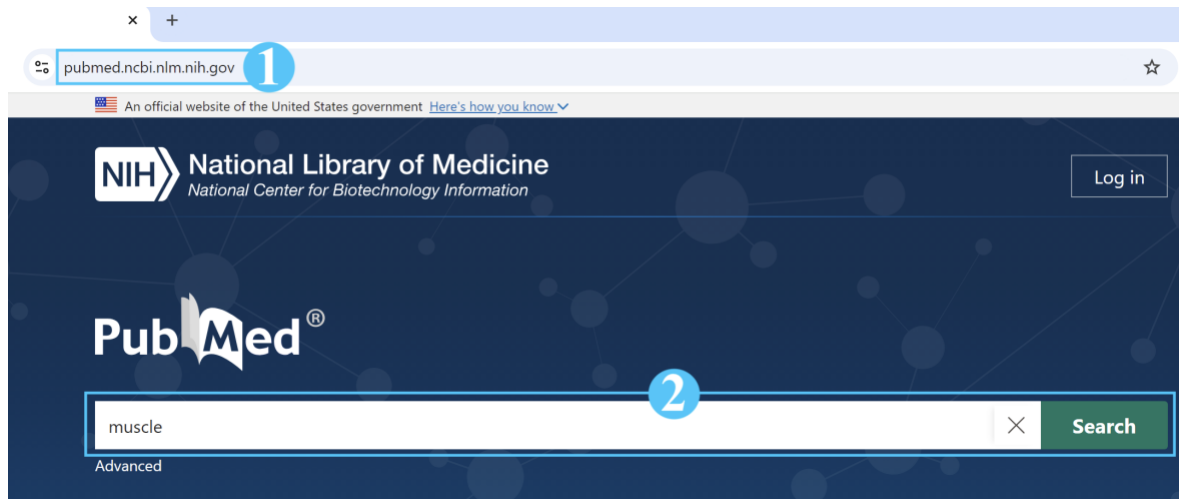 × +
pubmed.ncbi.nlm.nih.gov 1
An official website of the United States government Here's how you know
NIH National Library of Medicine
National Center for Biotechnology Information
Log in
PubMed®
2
muscle × Search
Advanced